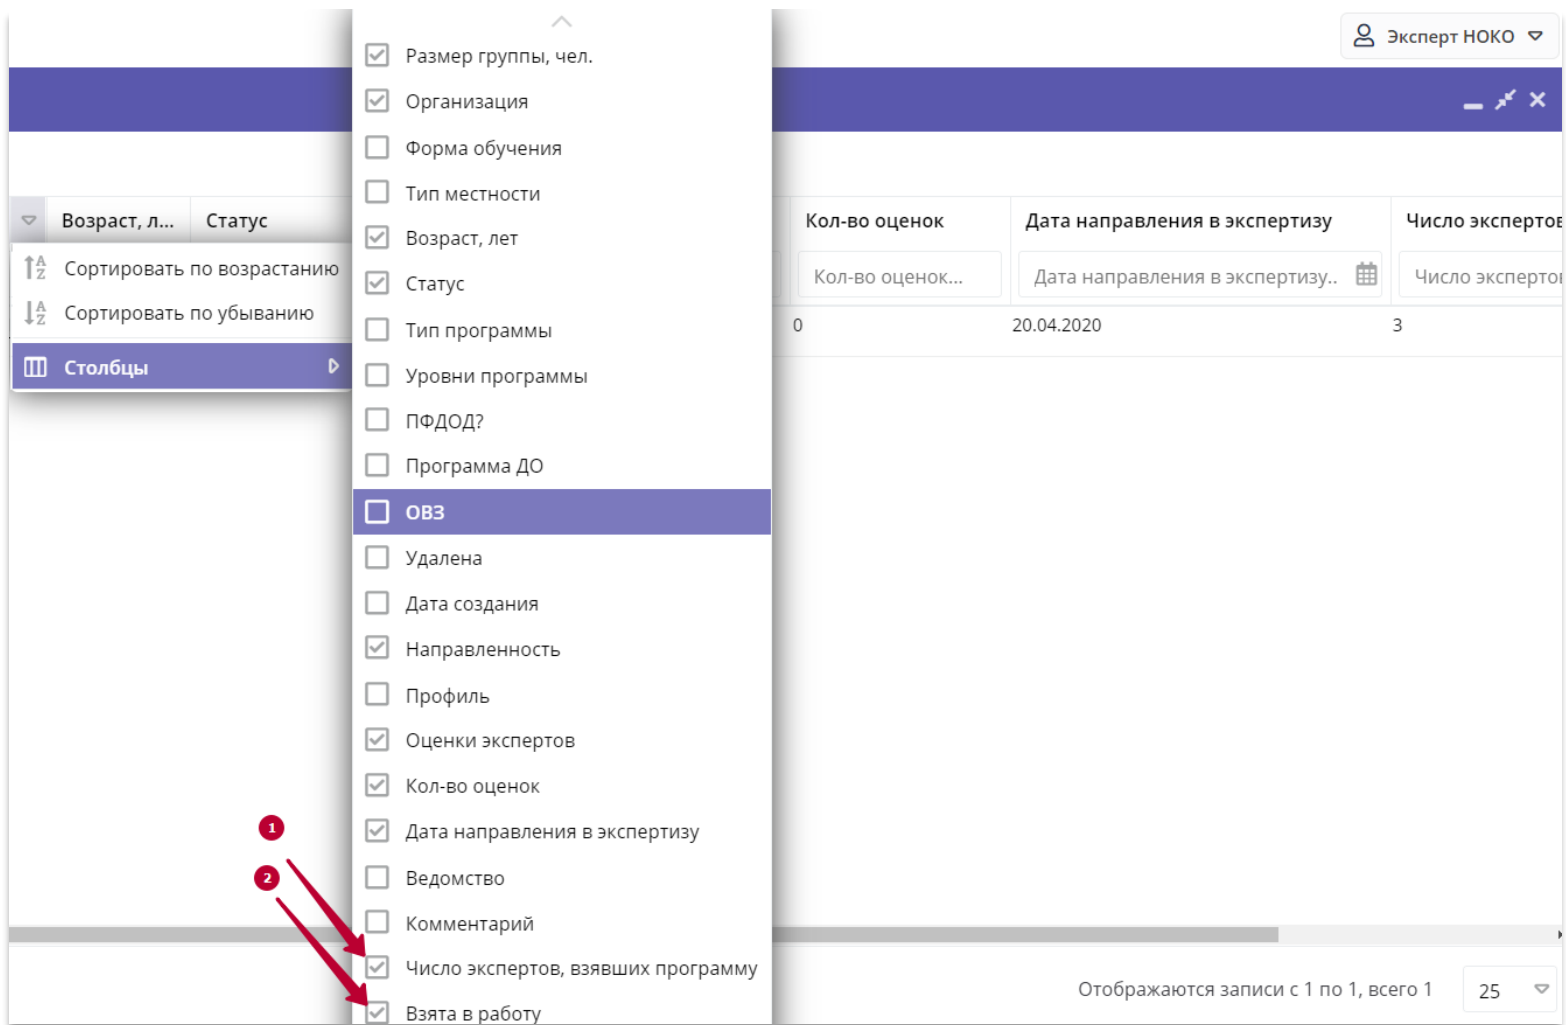 Эксперт НОКО
Возраст, л...
Статус
Кол-во оценок
Дата направления в экспертизу
Число экспертов
Сортировать по возрастанию
Сортировать по убыванию
Столбцы
Размер группы, чел.
Организация
Форма обучения
Тип местности
Возраст, лет
Статус
Тип программы
Уровни программы
ПФДОД?
Программа ДО
ОВЗ
Удалена
Дата создания
Направленность
Профиль
Оценки экспертов
Кол-во оценок
Дата направления в экспертизу
Ведомство
Комментарий
Число экспертов, взявших программу
Взята в работу
1
2
Кол-во оценок...
Дата направления в экспертизу..
Число экспертов
0
20.04.2020
3
Отображаются записи с 1 по 1, всего 1
25